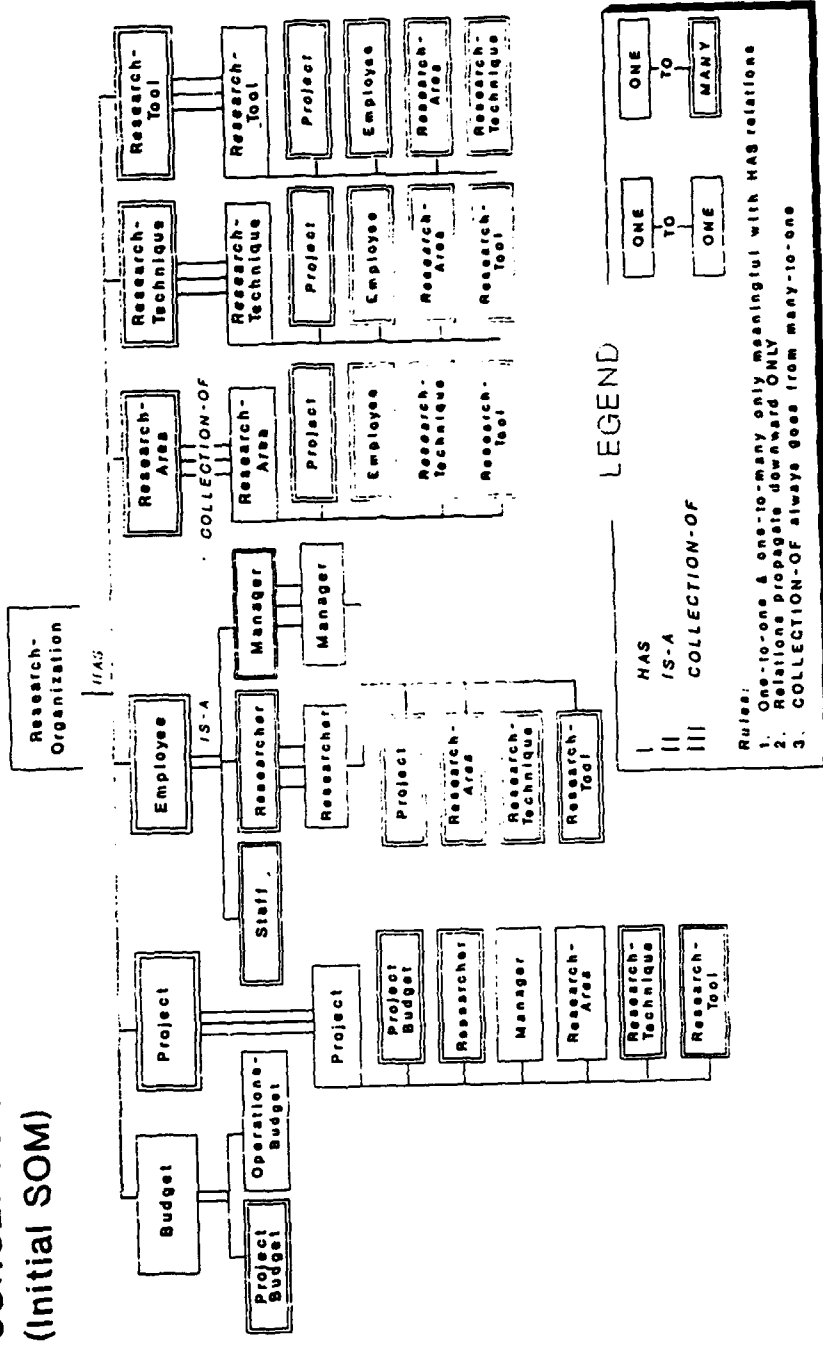 (Initial SOM)
Research-
Organization
HAS
Budget
Project
Employee
Research-
Area
Research-
Technique
Research-
Tool
IS-A
COLLECTION-OF
Project
Budget
Operations-
Budget
Project
Project
Budget
Researcher
Manager
Research-
Area
Research-
Technique
Research-
Tool
Staff
Researcher
Manager
Researcher
Manager
Project
Research-
Area
Research-
Technique
Research-
Tool
Research-
Area
Project
Employee
Research-
Technique
Research-
Tool
Research-
Technique
Project
Employee
Research-
Area
Research-
Tool
Research-
Tool
Project
Employee
Research-
Area
Research-
Technique
LEGEND
HAS
IS-A
COLLECTION-OF
ONE
TO
ONE
ONE
TO
MANY
Rules:
1. One-to-one & one-to-many only meaningful with HAS relations
2. Relations propagate downward ONLY
3. COLLECTION-OF always goes from many-to-one